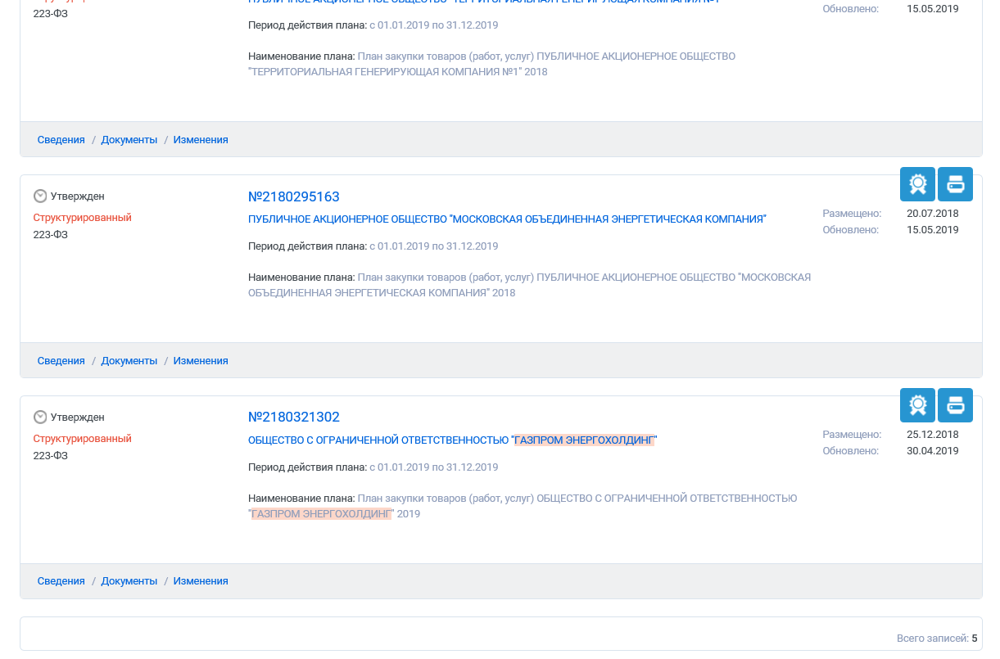 223-ФЗ
Обновлено: 15.05.2019
Период действия плана: с 01.01.2019 по 31.12.2019
Наименование плана: План закупки товаров (работ, услуг) ПУБЛИЧНОЕ АКЦИОНЕРНОЕ ОБЩЕСТВО
"ТЕРРИТОРИАЛЬНАЯ ГЕНЕРИРУЮЩАЯ КОМПАНИЯ №1" 2018
Сведения / Документы / Изменения
Утвержден
Структурированный
223-ФЗ
№2180295163
ПУБЛИЧНОЕ АКЦИОНЕРНОЕ ОБЩЕСТВО "МОСКОВСКАЯ ОБЪЕДИНЕННАЯ ЭНЕРГЕТИЧЕСКАЯ КОМПАНИЯ"
Период действия плана: с 01.01.2019 по 31.12.2019
Наименование плана: План закупки товаров (работ, услуг) ПУБЛИЧНОЕ АКЦИОНЕРНОЕ ОБЩЕСТВО "МОСКОВСКАЯ
ОБЪЕДИНЕННАЯ ЭНЕРГЕТИЧЕСКАЯ КОМПАНИЯ" 2018
Размещено: 20.07.2018
Обновлено: 15.05.2019
Сведения / Документы / Изменения
Утвержден
Структурированный
223-ФЗ
№2180321302
ОБЩЕСТВО С ОГРАНИЧЕННОЙ ОТВЕТСТВЕННОСТЬЮ "ГАЗПРОМ ЭНЕРГОХОЛДИНГ"
Период действия плана: с 01.01.2019 по 31.12.2019
Наименование плана: План закупки товаров (работ, услуг) ОБЩЕСТВО С ОГРАНИЧЕННОЙ ОТВЕТСТВЕННОСТЬЮ
"ГАЗПРОМ ЭНЕРГОХОЛДИНГ" 2019
Размещено: 25.12.2018
Обновлено: 30.04.2019
Сведения / Документы / Изменения
Всего записей: 5